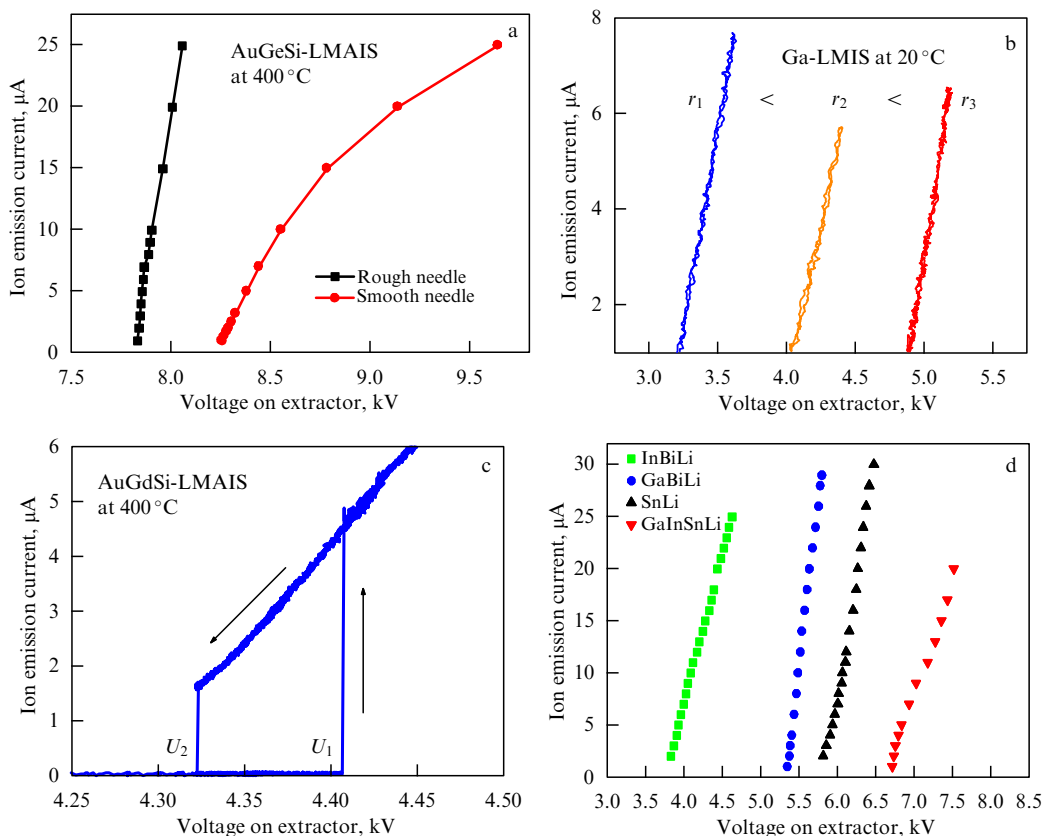 a
AuGeSi-LMAIS
at 400 °C
Rough needle
Smooth needle
Ion emission current, μA
25
20
15
10
5
0
7.5 8.0 8.5 9.0 9.5
Voltage on extractor, kV
b
Ga-LMIS at 20 °C
r1 < r2 < r3
Ion emission current, μA
8
6
4
2
3.0 3.5 4.0 4.5 5.0 5.5
Voltage on extractor, kV
c
AuGdSi-LMAIS
at 400 °C
U2 U1
Ion emission current, μA
6
5
4
3
2
1
0
4.25 4.30 4.35 4.40 4.45 4.50
Voltage on extractor, kV
d
InBiLi
GaBiLi
SnLi
GaInSnLi
Ion emission current, μA
30
25
20
15
10
5
0
3.0 3.5 4.0 4.5 5.5 6.0 6.5 7.0 7.5 8.0 8.5
Voltage on extractor, kV